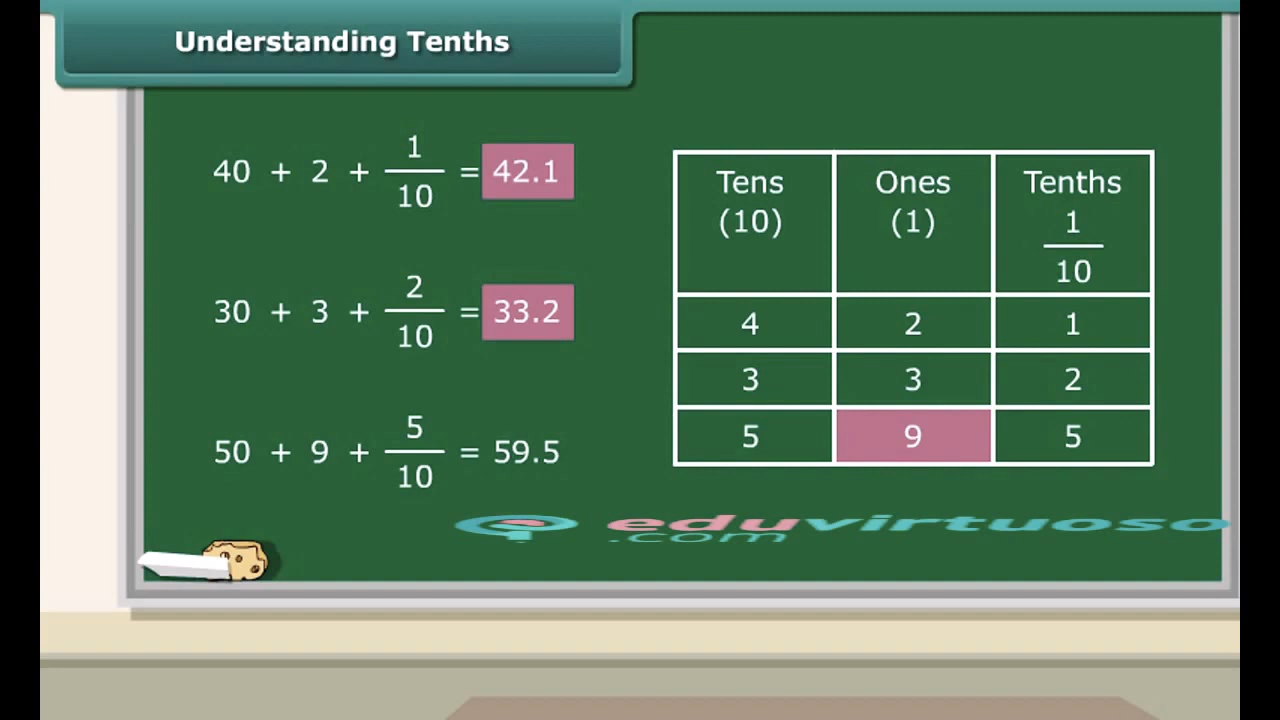 Understanding Tenths
40 + 2 + 1/10 = 42.1
30 + 3 + 2/10 = 33.2
50 + 9 + 5/10 = 59.5
Tens Ones Tenths
(10) (1) 1/10
4 2 1
3 3 2
5 9 5
eduvirtuoso
.com